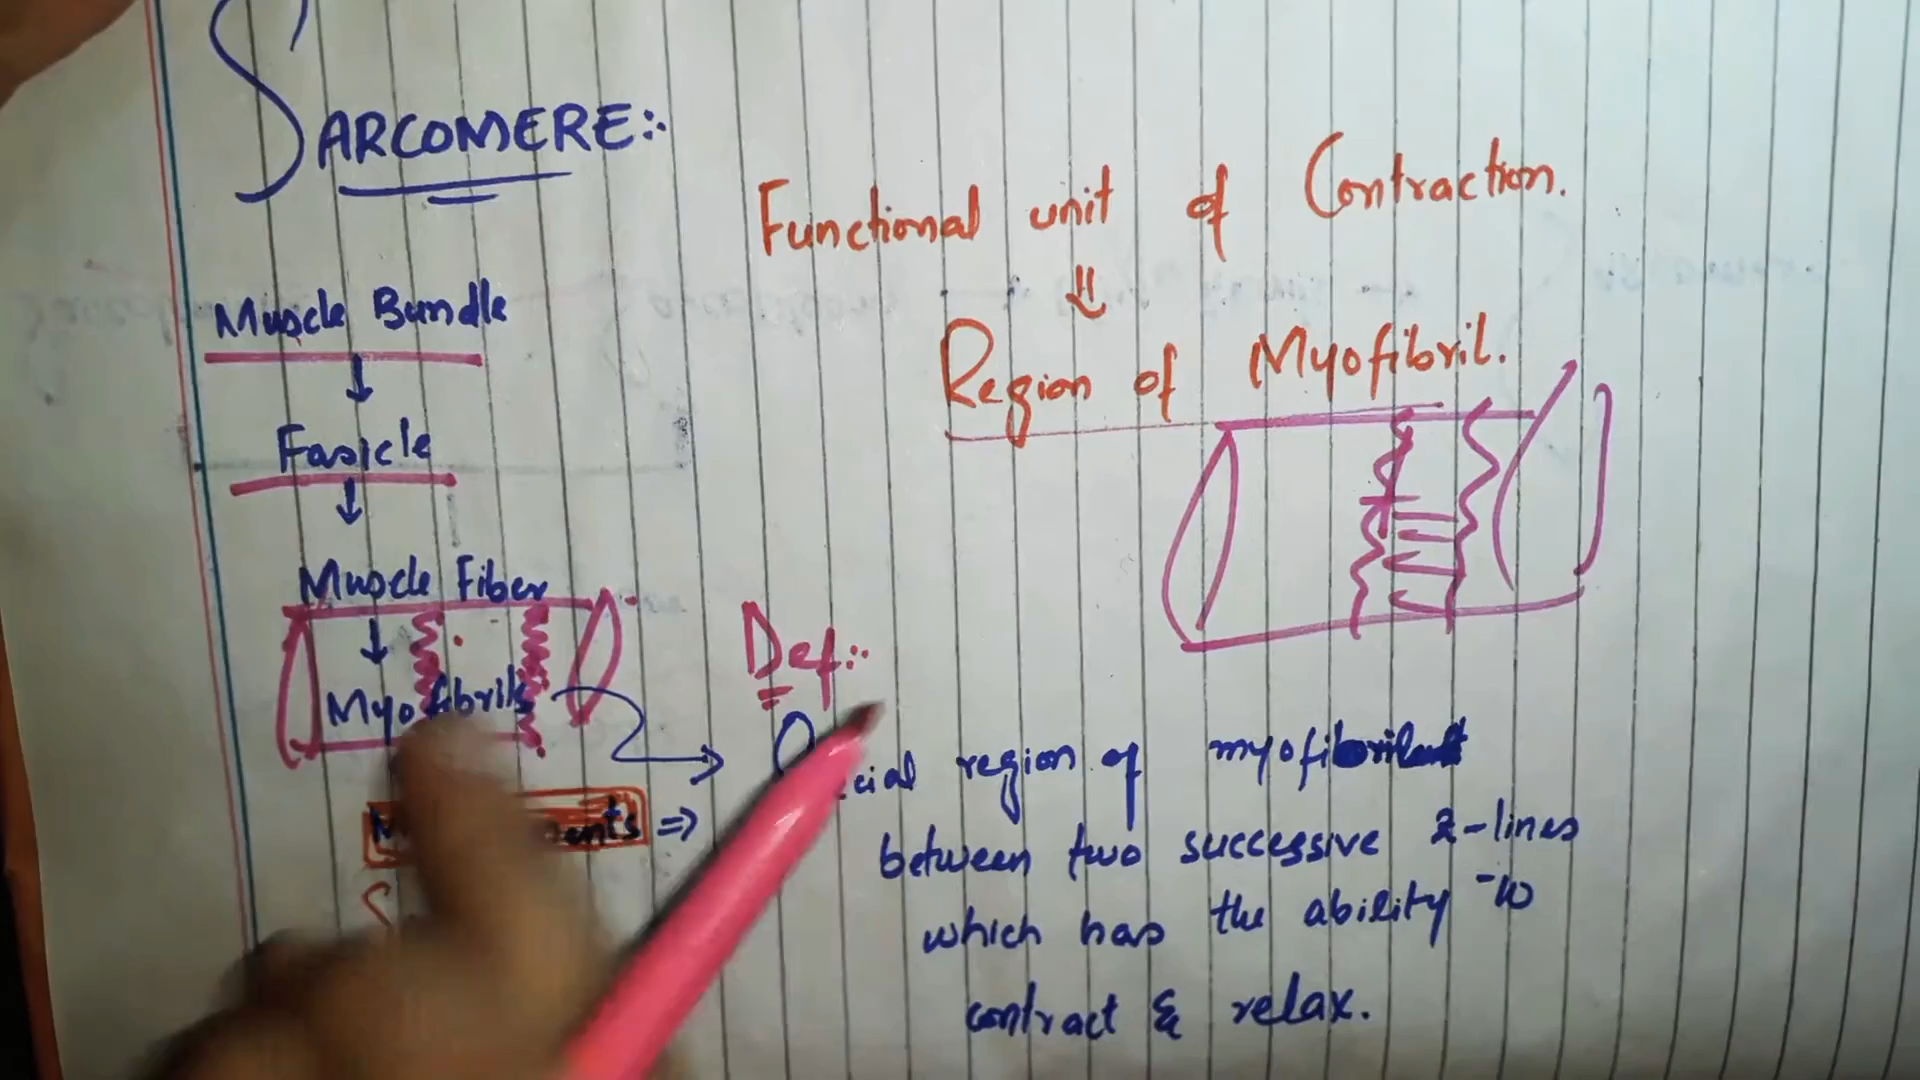 SARCOMERE:-
Functional unit of Contraction.
⇓
Region of Myofibril.
Muscle Bundle
↓
Fasicle
↓
Muscle Fiber
↓
Myofibrils
⇒
Def:-
region of myofibril
between two successive z-lines
which has the ability to
contract & relax.